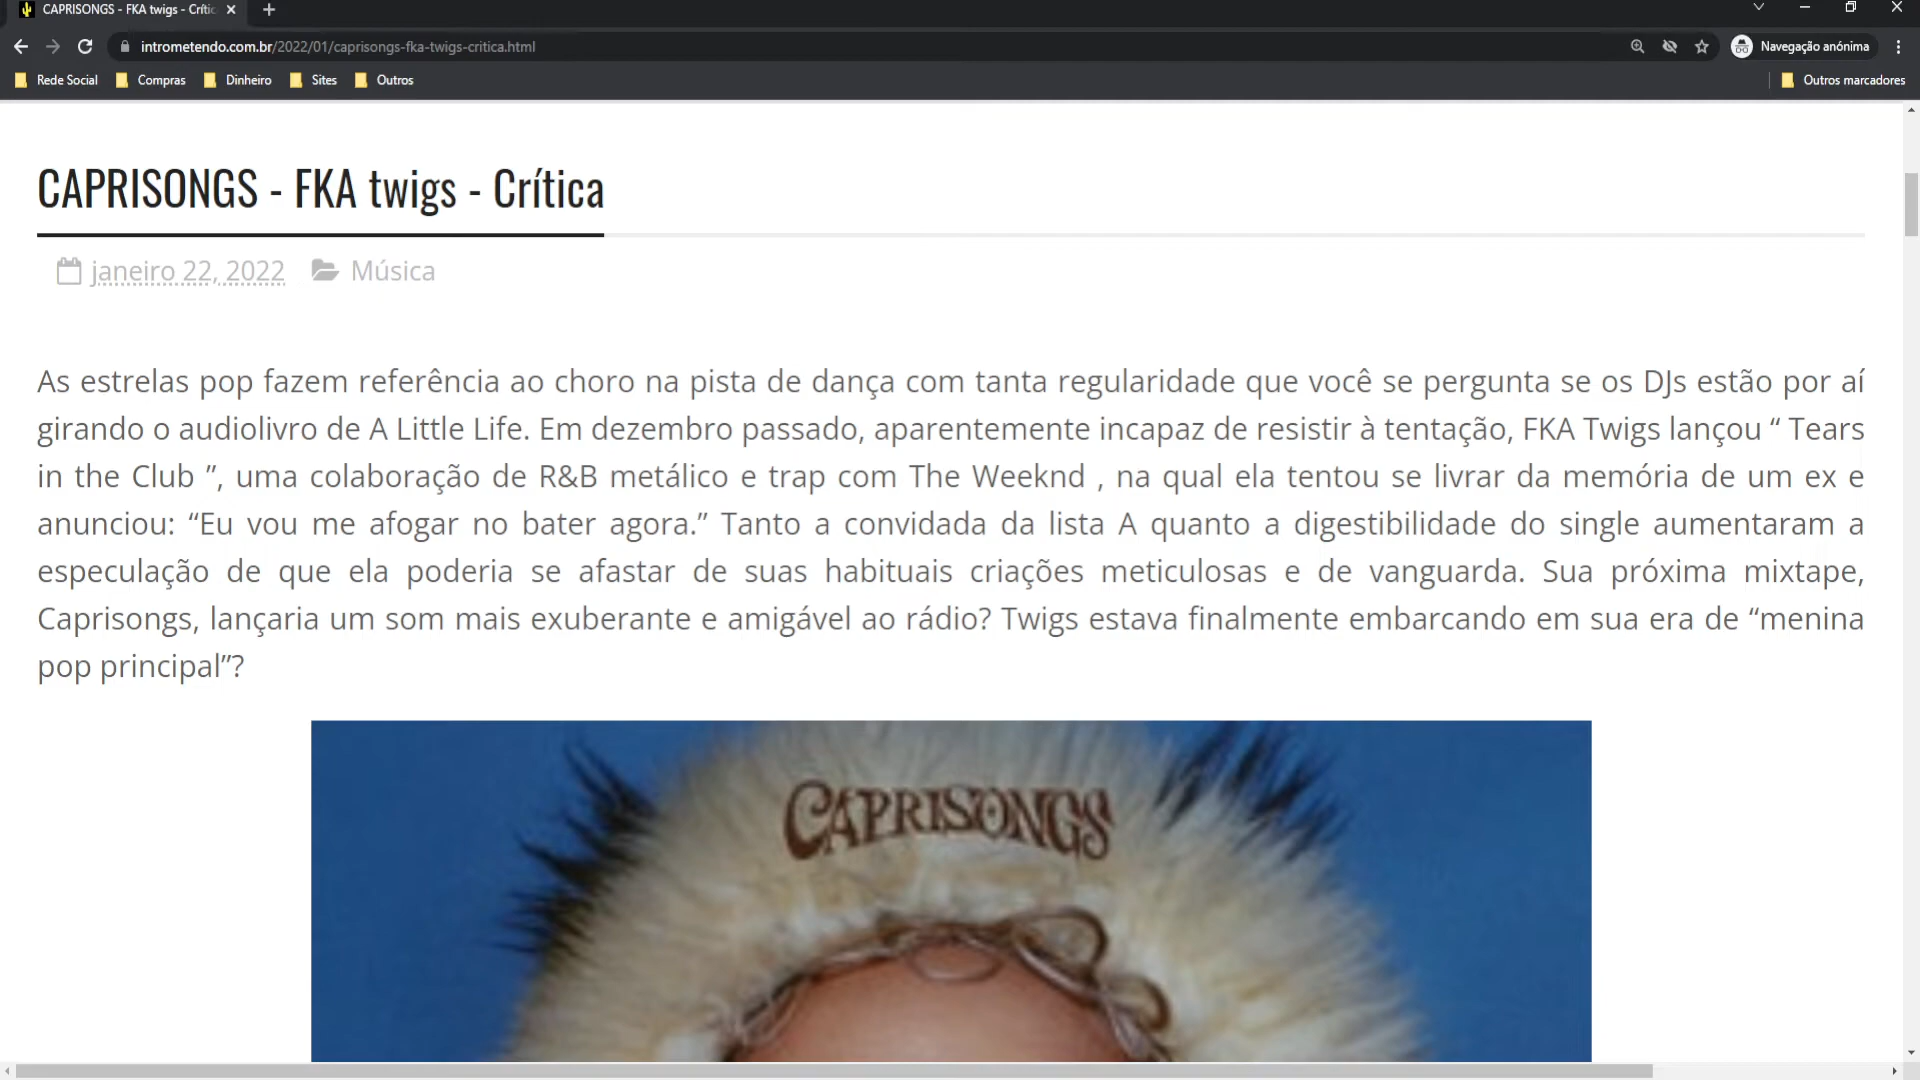 CAPRISONGS - FKA twigs - Crític
intrometendo.com.br/2022/01/caprisongs-fka-twigs-critica.html
Navegação anónima
Rede Social
Compras
Dinheiro
Sites
Outros
Outros marcadores
CAPRISONGS - FKA twigs - Crítica
janeiro 22, 2022 Música
As estrelas pop fazem referência ao choro na pista de dança com tanta regularidade que você se pergunta se os DJs estão por aí
girando o audiolivro de A Little Life. Em dezembro passado, aparentemente incapaz de resistir à tentação, FKA Twigs lançou “ Tears
in the Club ”, uma colaboração de R&B metálico e trap com The Weeknd , na qual ela tentou se livrar da memória de um ex e
anunciou: “Eu vou me afogar no bater agora.” Tanto a convidada da lista A quanto a digestibilidade do single aumentaram a
especulação de que ela poderia se afastar de suas habituais criações meticulosas e de vanguarda. Sua próxima mixtape,
Caprisongs, lançaria um som mais exuberante e amigável ao rádio? Twigs estava finalmente embarcando em sua era de “menina
pop principal”?
CAPRISONGS